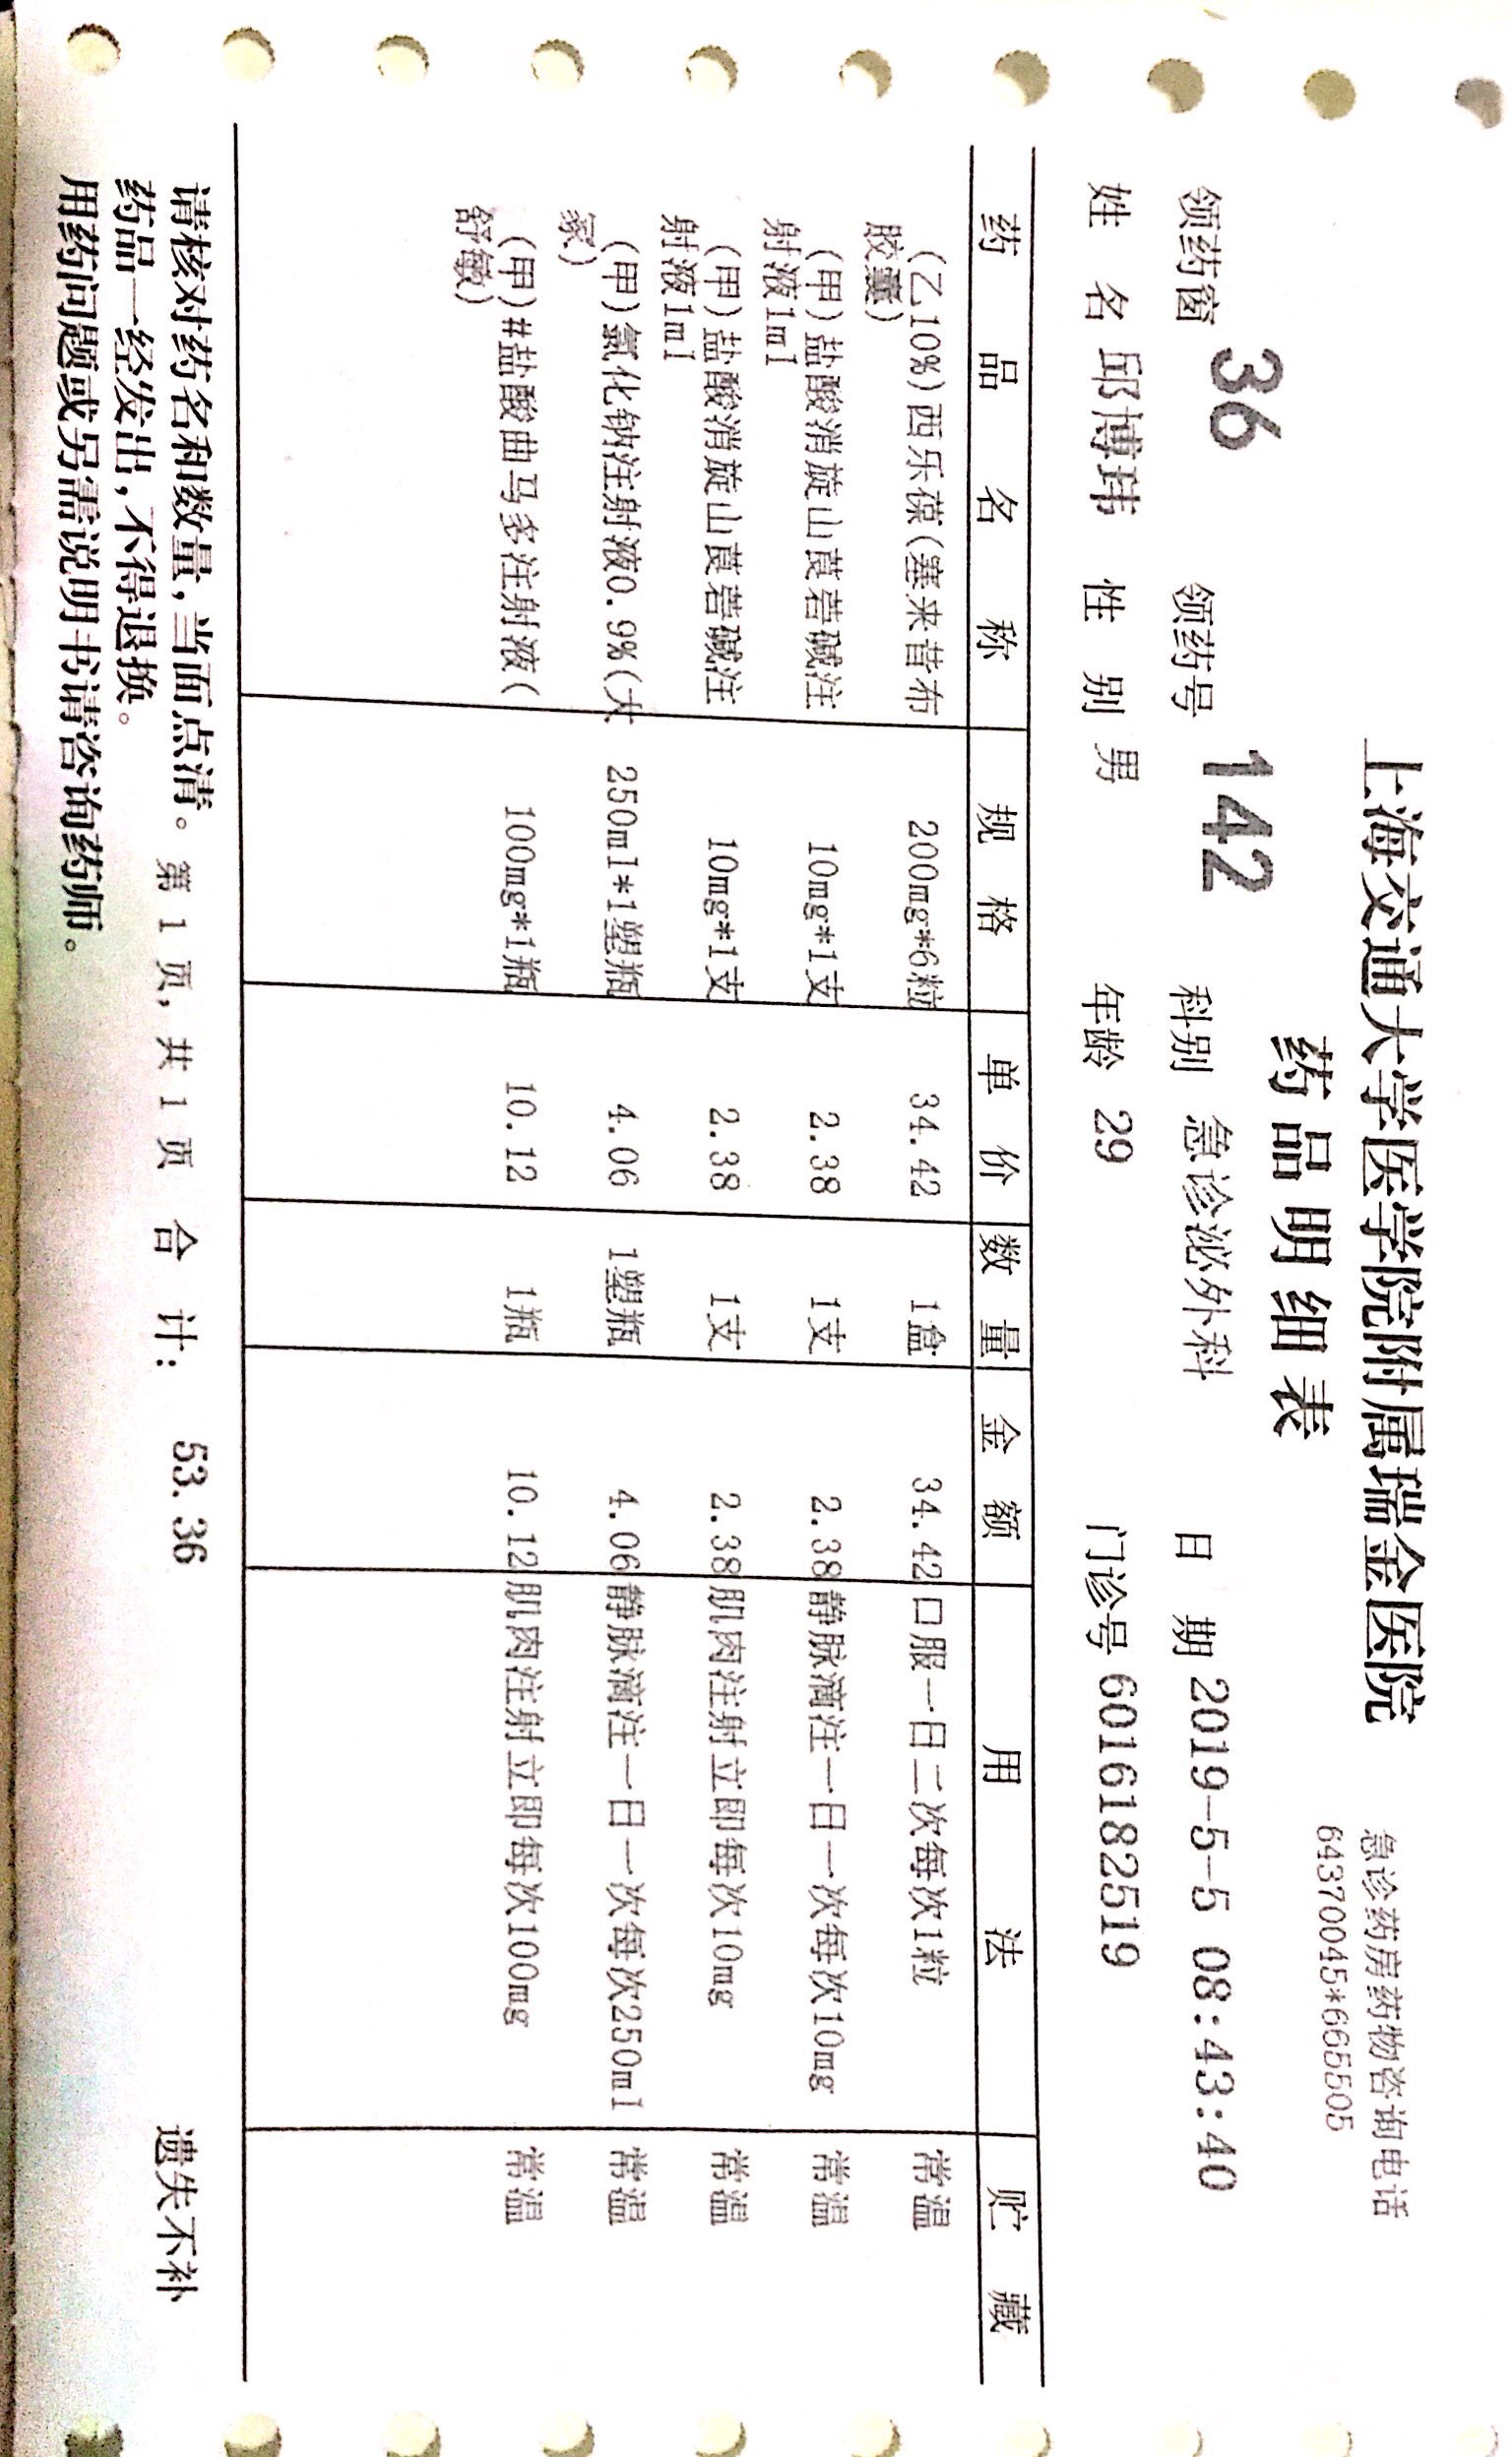 上海交通大学医学院附属瑞金医院
急诊药房药物咨询电话
64370045*665505
药品明细表
领药窗 36 领药号 142 科别 急诊泌外科 日 期 2019-5-5 08:43:40
姓 名 邱博玮 性 别 男 年龄 29 门诊号 6016182519
药 品 名 称 规 格 单 价 数 量 金 额 用 法 贮 藏
(乙10%)西乐葆(塞来昔布 200mg*6粒 34.42 1盒 34.42 口服一日二次每次1粒 常温
胶囊)
(甲)盐酸消旋山莨菪碱注 10mg*1支 2.38 1支 2.38 静脉滴注一日一次每次10mg 常温
射液1ml
(甲)盐酸消旋山莨菪碱注 10mg*1支 2.38 1支 2.38 肌肉注射立即每次10mg 常温
射液1ml
(甲)氯化钠注射液0.9%(大 250ml*1塑瓶 4.06 1塑瓶 4.06 静脉滴注一日一次每次250ml 常温
冢)
(甲)#盐酸曲马多注射液( 100mg*1瓶 10.12 1瓶 10.12 肌肉注射立即每次100mg 常温
舒敏)
请核对药名和数量,当面点清。 第 1 页, 共 1 页 合 计: 53.36 遗失不补
药品一经发出,不得退换。
用药问题或另需说明书请咨询药师。